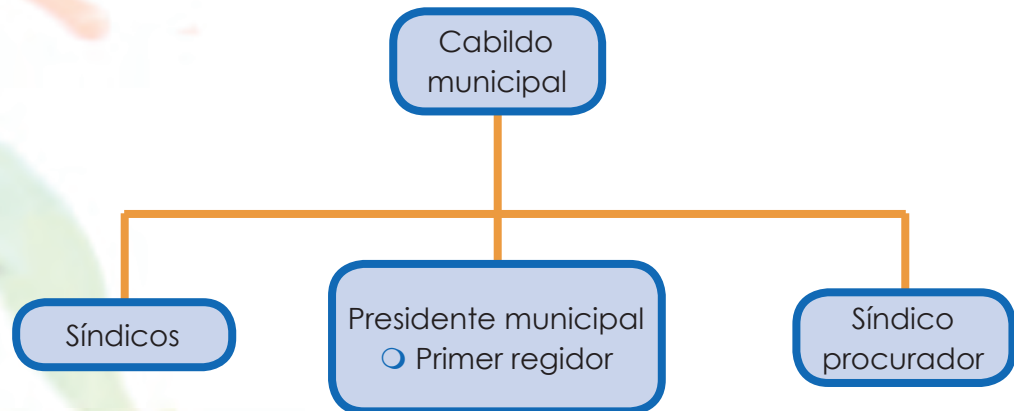 Cabildo
municipal
Síndicos
Presidente municipal
❍ Primer regidor
Síndico
procurador